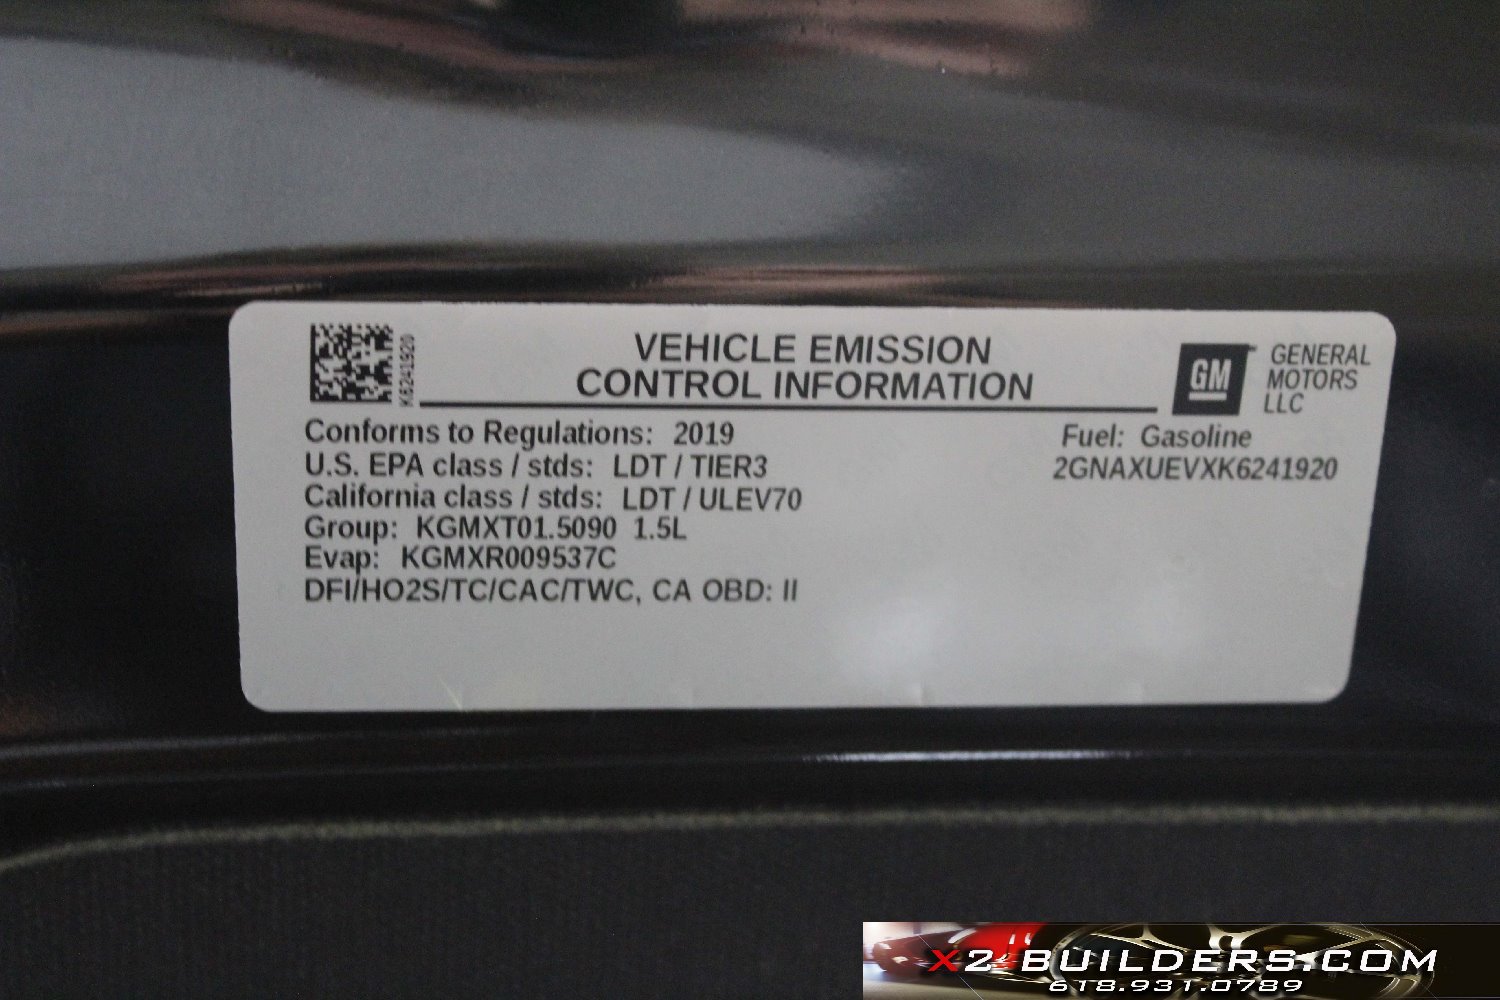 K6241920
VEHICLE EMISSION
CONTROL INFORMATION
GM
GENERAL
MOTORS
LLC
Conforms to Regulations: 2019
Fuel: Gasoline
U.S. EPA class / stds: LDT / TIER3
2GNAXUEVXK6241920
California class / stds: LDT / ULEV70
Group: KGMXT01.5090 1.5L
Evap: KGMXR009537C
DFI/HO2S/TC/CAC/TWC, CA OBD: II
X2-BUILDERS.COM
618.931.0789